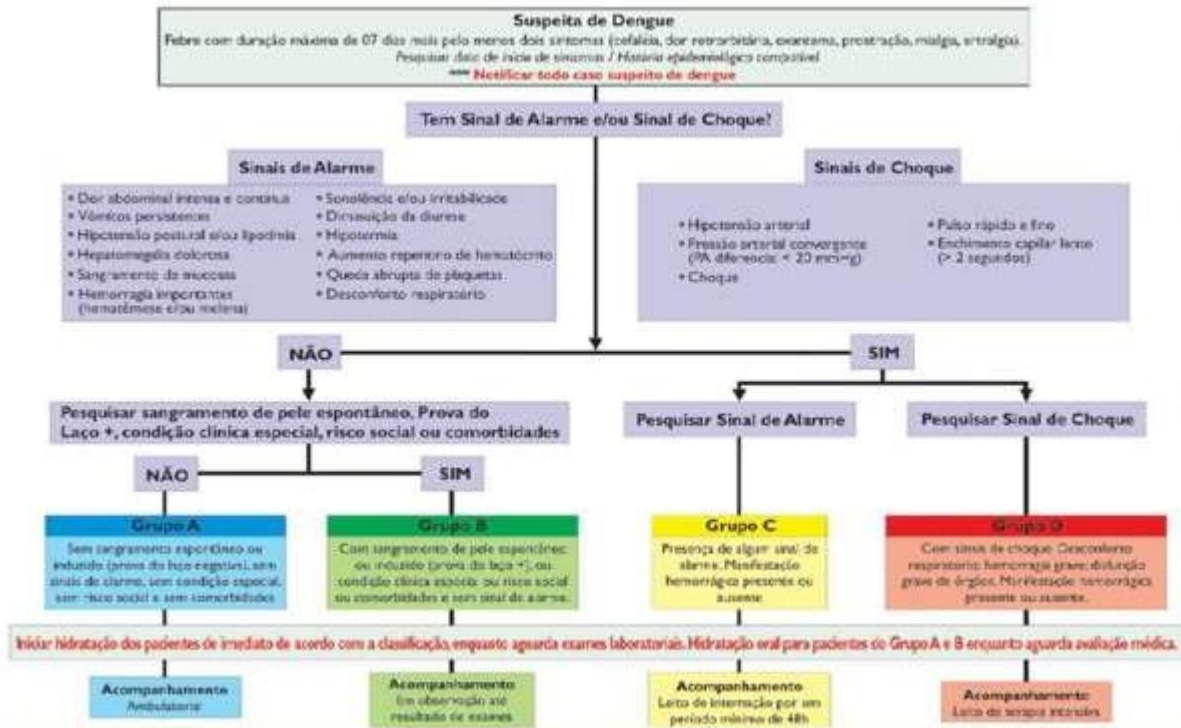 Suspeita de Dengue
Febre com duração máxima de 07 dias mais pelo menos dois sintomas (cefaleia, dor retrorbitária, exantema, prostração, mialgia, artralgia).
Pesquisar data de início de sintomas / História epidemiológica compatível
*** Notificar todo caso suspeito de dengue
Tem Sinal de Alarme e/ou Sinal de Choque?
Sinais de Alarme
• Dor abdominal intensa e contínua
• Vômitos persistentes
• Hipotensão postural e/ou lipotímia
• Hepatomegalia dolorosa
• Sangramento de mucosas
• Hemorragia importantes
(hematêmese e/ou melena)
• Sonolência e/ou irritabilidade
• Diminuição da diurese
• Hipotermia
• Aumento repentino de hematócrito
• Queda abrupta de plaquetas
• Desconforto respiratório
Sinais de Choque
• Hipotensão arterial
• Pressão arterial convergente
(PA diferencial < 20 mmHg)
• Choque
• Pulso rápido e fino
• Enchimento capilar lento
(> 2 segundos)
NÃO
SIM
Pesquisar sangramento de pele espontâneo, Prova do
Laço +, condição clínica especial, risco social ou comorbidades
Pesquisar Sinal de Alarme
Pesquisar Sinal de Choque
NÃO
SIM
Grupo A
Sem sangramento espontâneo ou
induzido (prova do laço negativa), sem
sinais de alarme, sem condição especial,
sem risco social e sem comorbidades
Grupo B
Com sangramento de pele espontâneo
ou induzido (prova do laço +), ou
condição clínica especial ou risco social
ou comorbidades e sem sinal de alarme.
Grupo C
Presença de algum sinal de
alarme. Manifestação
hemorrágica presente ou
ausente
Grupo D
Com sinais de choque. Desconforto
respiratório; hemorragia grave; disfunção
grave de órgãos. Manifestação hemorrágica
presente ou ausente.
Iniciar hidratação dos pacientes de imediato de acordo com a classificação, enquanto aguarda exames laboratoriais. Hidratação oral para pacientes do Grupo A e B enquanto aguarda avaliação médica.
Acompanhamento
Ambulatorial
Acompanhamento
Em observação até
resultado de exames
Acompanhamento
Leito de internação por um
período mínimo de 48h
Acompanhamento
Leito de terapia intensiva